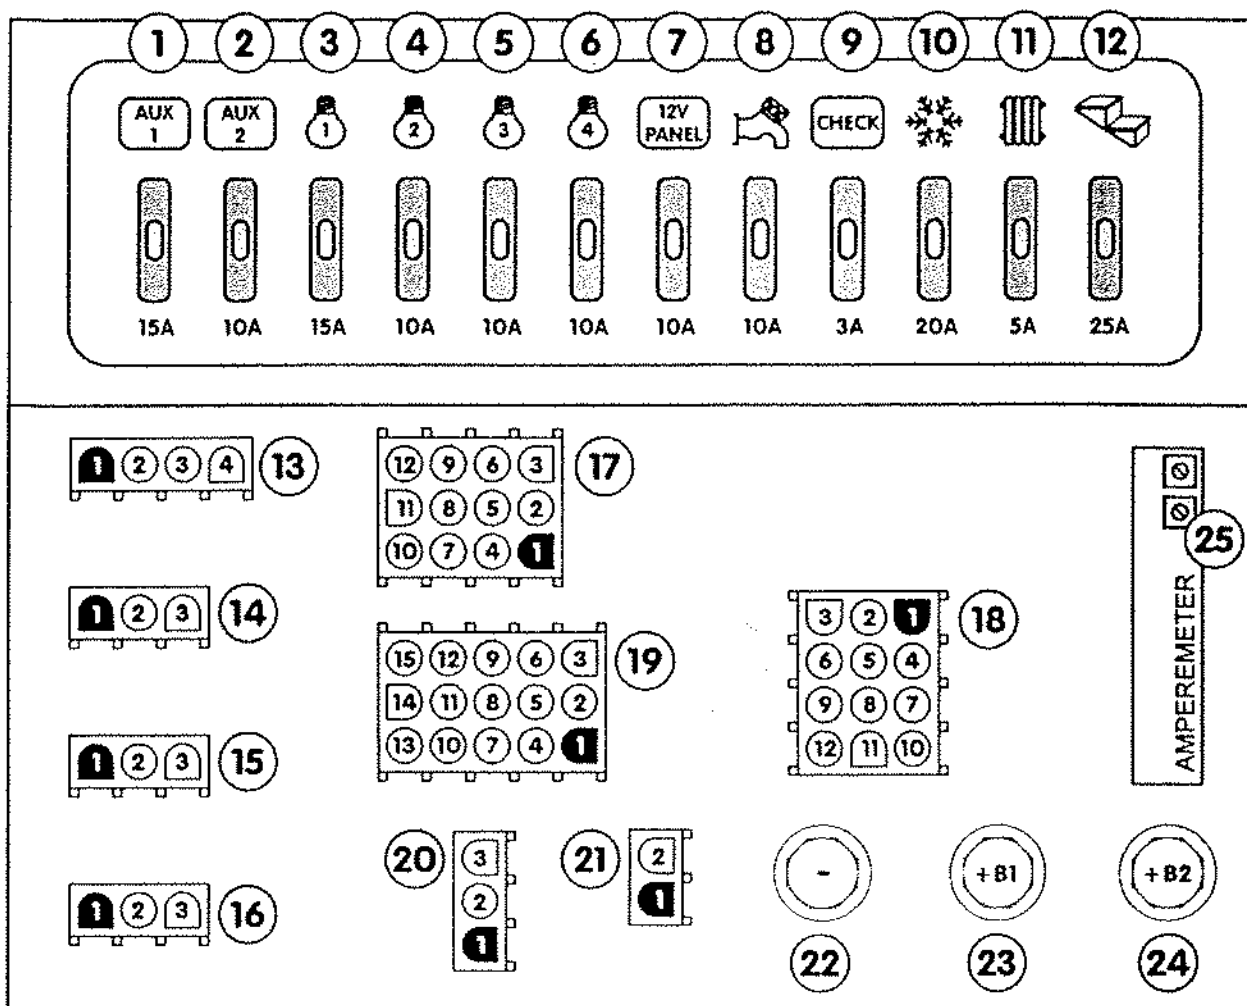 1 2 3 4 5 6 7 8 9 10 11 12
AUX 1 AUX 2 1 2 3 4 12V PANEL CHECK
15A 10A 15A 10A 10A 10A 10A 10A 3A 20A 5A 25A
1 2 3 4 13
12 9 6 3 17
11 8 5 2
10 7 4 1
25
AMPEREMETER
1 2 3 14
3 2 1 18
6 5 4
9 8 7
12 11 10
15 12 9 6 3 19
14 11 8 5 2
13 10 7 4 1
1 2 3 15
20
3
2
1
21
2
1
- +B1 +B2
1 2 3 16
22 23 24